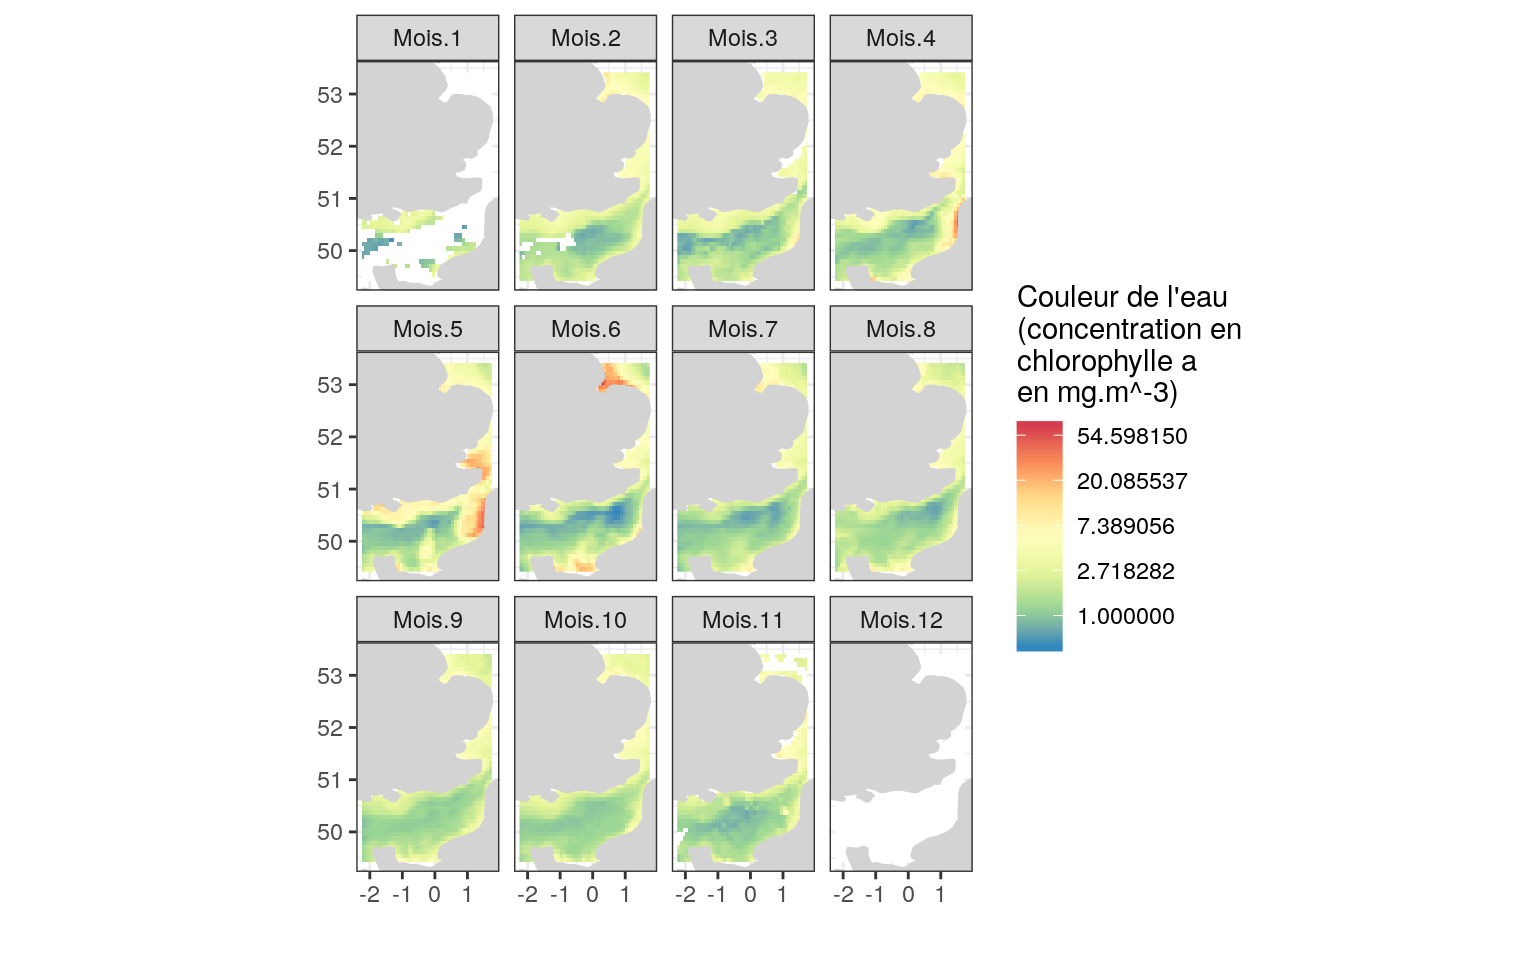 Mois.1 Mois.2 Mois.3 Mois.4
53
52
51
50
Mois.5 Mois.6 Mois.7 Mois.8
53
52
51
50
Mois.9 Mois.10 Mois.11 Mois.12
53
52
51
50
-2 -1 0 1 -2 -1 0 1 -2 -1 0 1 -2 -1 0 1
Couleur de l'eau
(concentration en
chlorophylle a
en mg.m^-3)
54.598150
20.085537
7.389056
2.718282
1.000000